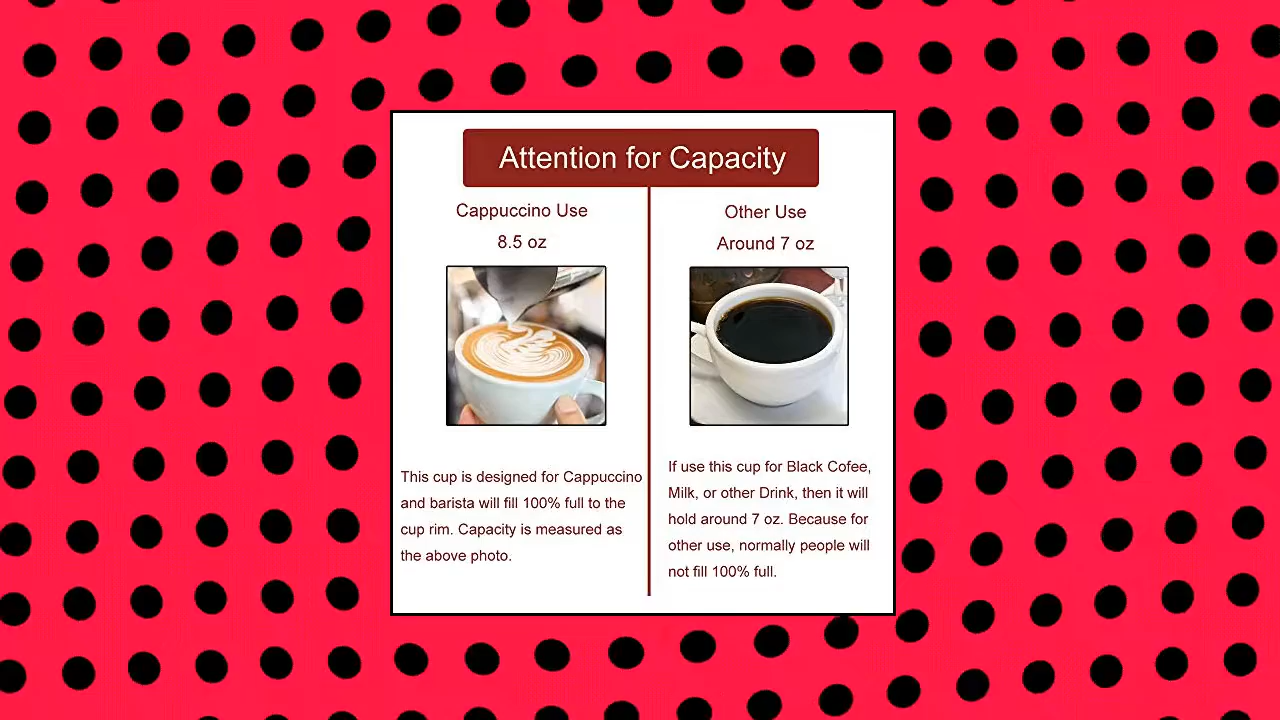 Attention for Capacity
Cappuccino Use
8.5 oz
This cup is designed for Cappuccino
and barista will fill 100% full to the
cup rim. Capacity is measured as
the above photo.
Other Use
Around 7 oz
If use this cup for Black Cofee,
Milk, or other Drink, then it will
hold around 7 oz. Because for
other use, normally people will
not fill 100% full.